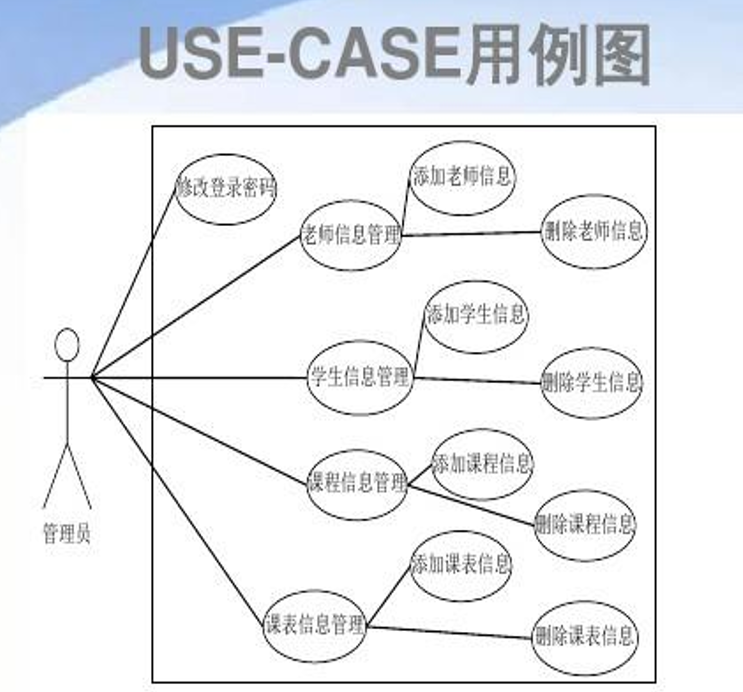 USE-CASE用例图
修改登录密码
添加老师信息
老师信息管理
删除老师信息
添加学生信息
学生信息管理
删除学生信息
添加课程信息
课程信息管理
删除课程信息
管理员
添加课表信息
课表信息管理
删除课表信息